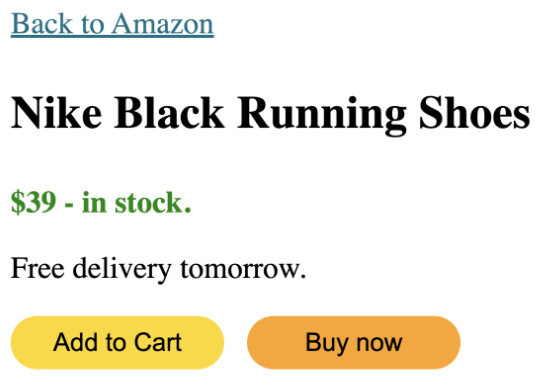 Back to Amazon
Nike Black Running Shoes
$39 - in stock.
Free delivery tomorrow.
Add to Cart Buy now